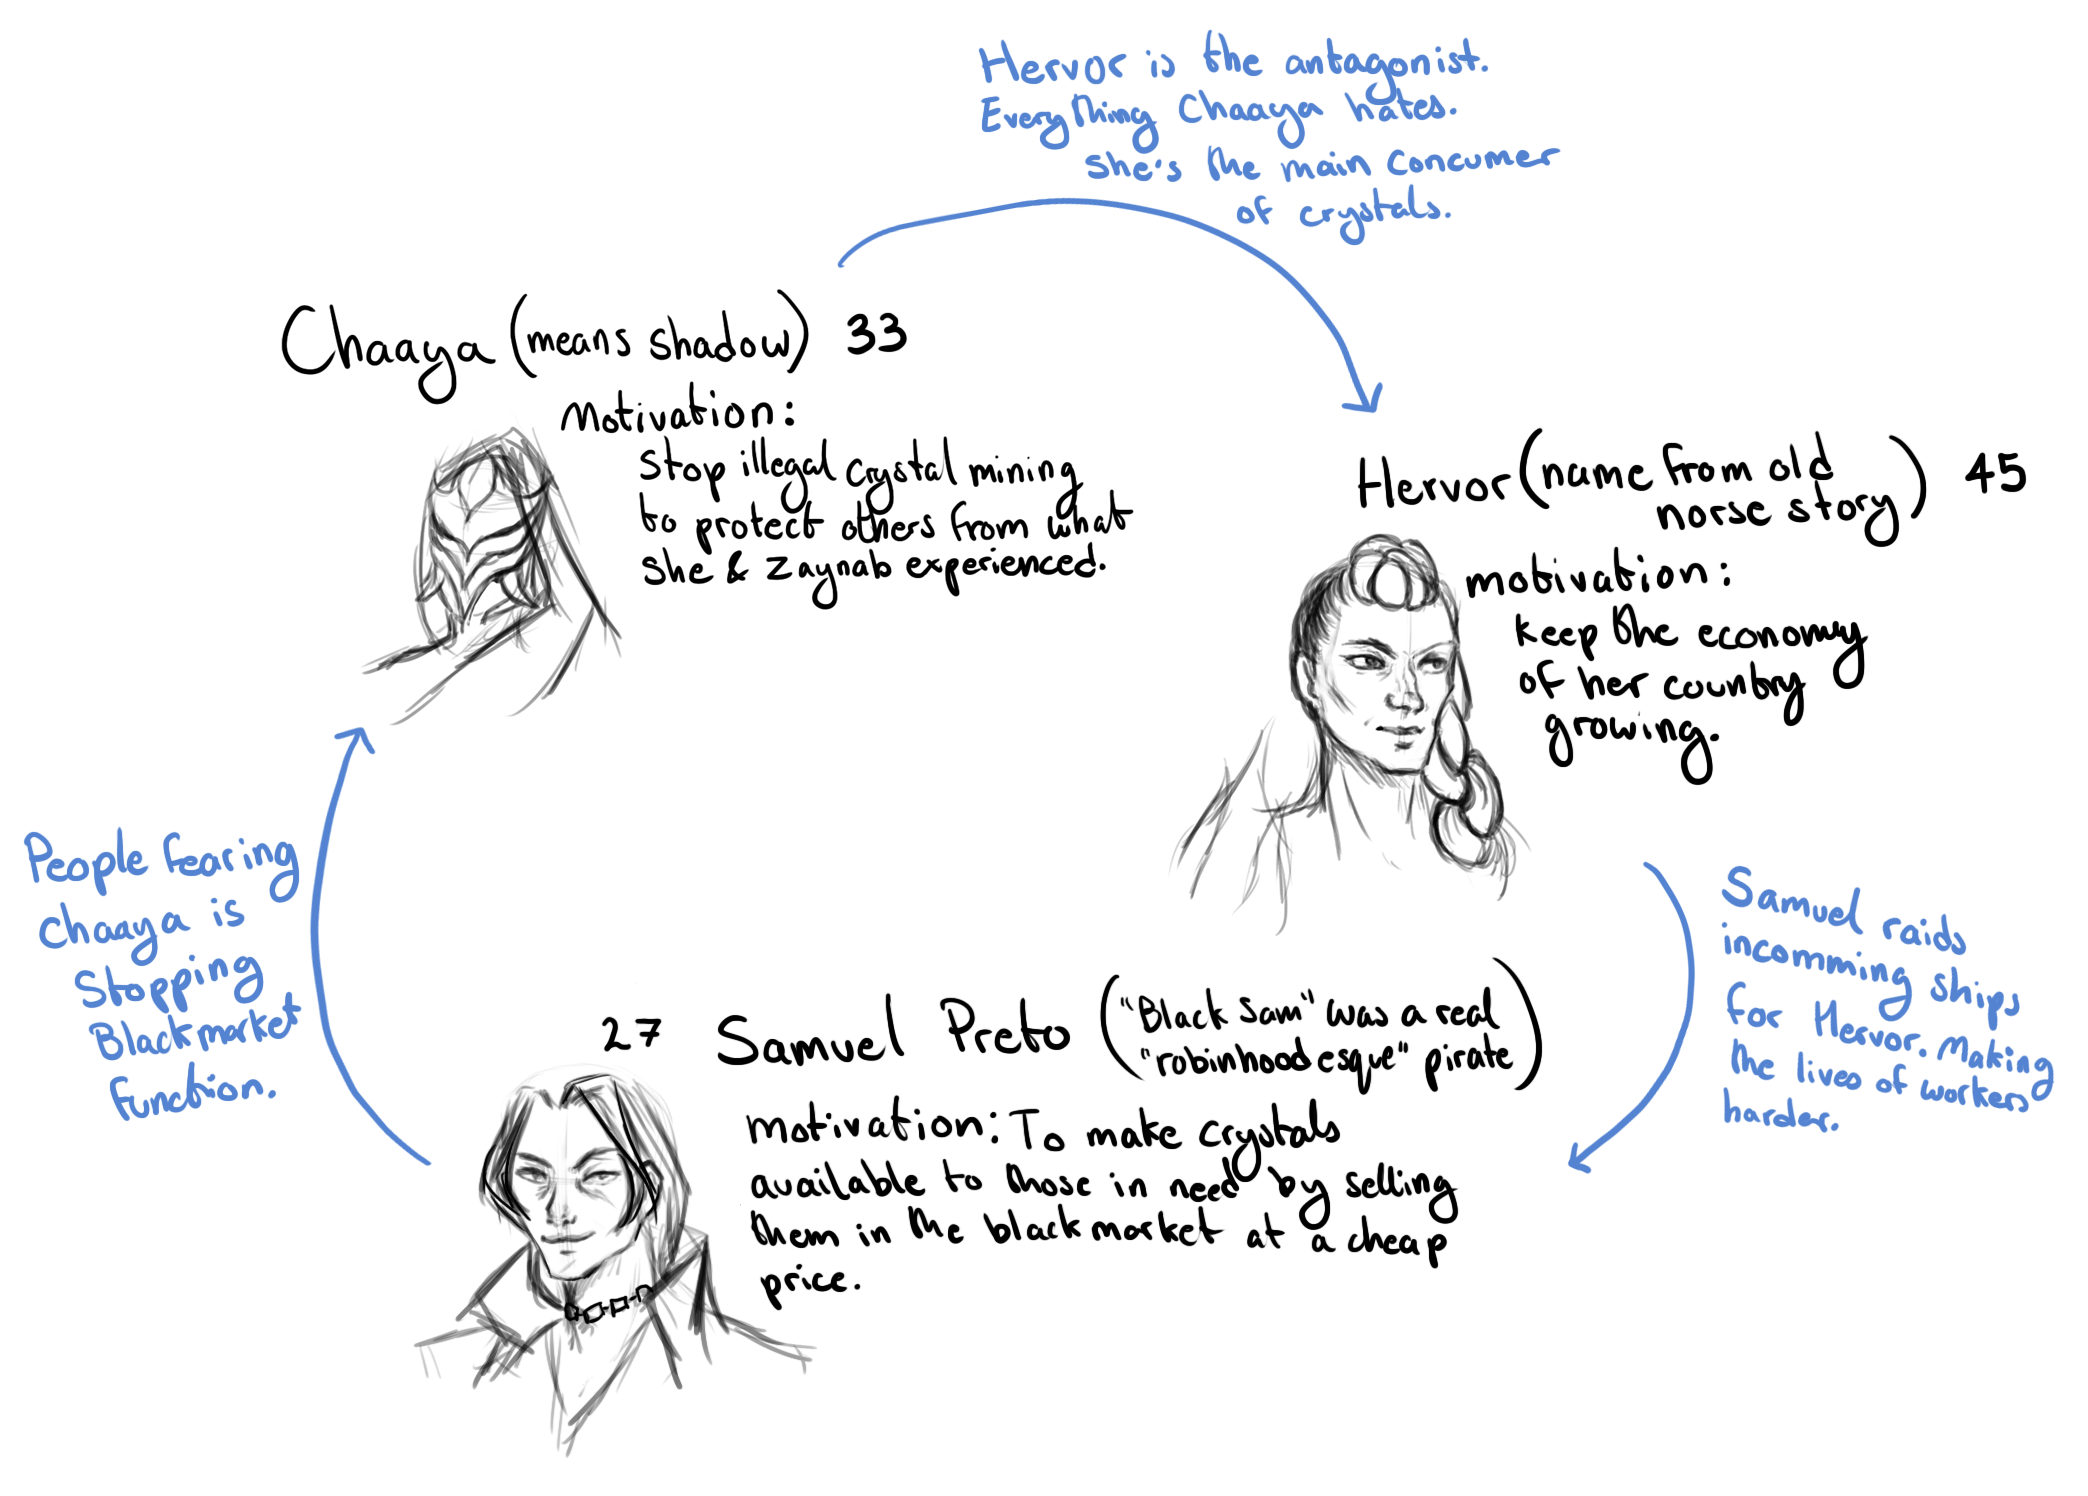 Hervor is the antagonist.
Everything Chaaya hates.
She's the main concumer
of crystals.
Chaaya (means shadow) 33
Motivation:
Stop illegal crystal mining
to protect others from what
she & Zaynab experienced.
Hervor (name from old
norse story) 45
motivation:
keep the economy
of her country
growing.
People fearing
chaaya is
Stopping
Blackmarket
function.
Samuel raids
incomming ships
for Hervor. Making
the lives of workers
harder.
27 Samuel Preto ("Black Sam" was a real
"robinhoodesque" pirate)
motivation: To make crystals
available to those in need by selling
them in the blackmarket at a cheap
price.